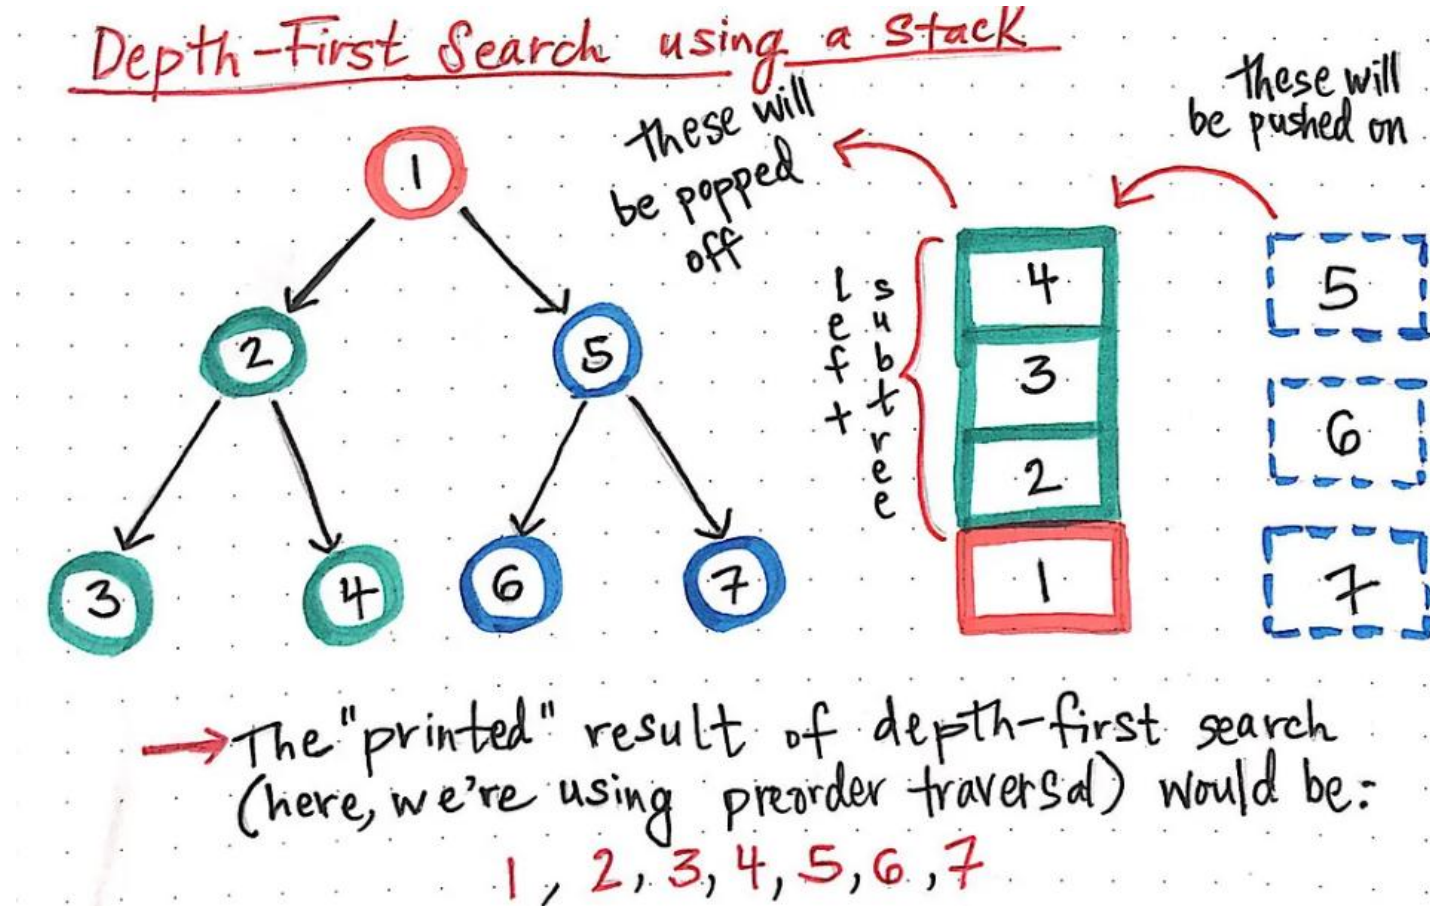 Depth-First Search using a Stack
these will
be popped
off
these will
be pushed on
1
2
5
3
4
6
7
left
subtree
4
3
2
1
5
6
7
The "printed" result of depth-first search
(here, we're using preorder traversal) would be:
1, 2, 3, 4, 5, 6, 7